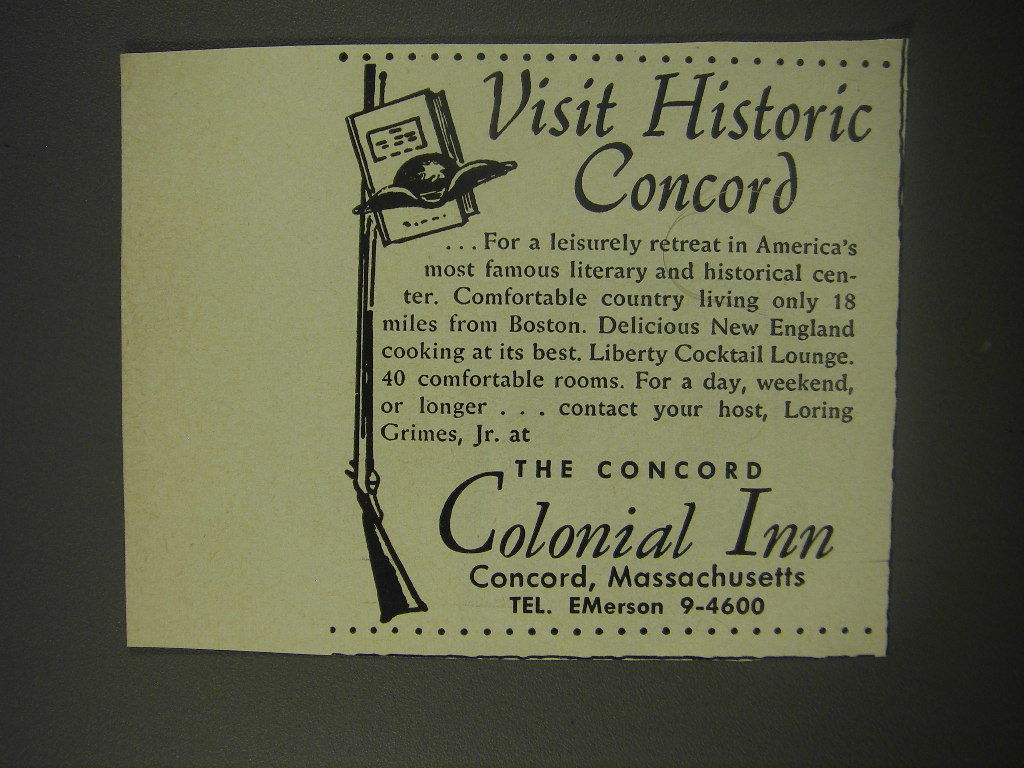 Visit Historic
Concord
. . . For a leisurely retreat in America's
most famous literary and historical cen-
ter. Comfortable country living only 18
miles from Boston. Delicious New England
cooking at its best. Liberty Cocktail Lounge.
40 comfortable rooms. For a day, weekend,
or longer . . . contact your host, Loring
Grimes, Jr. at
THE CONCORD
Colonial Inn
Concord, Massachusetts
TEL. EMerson 9-4600